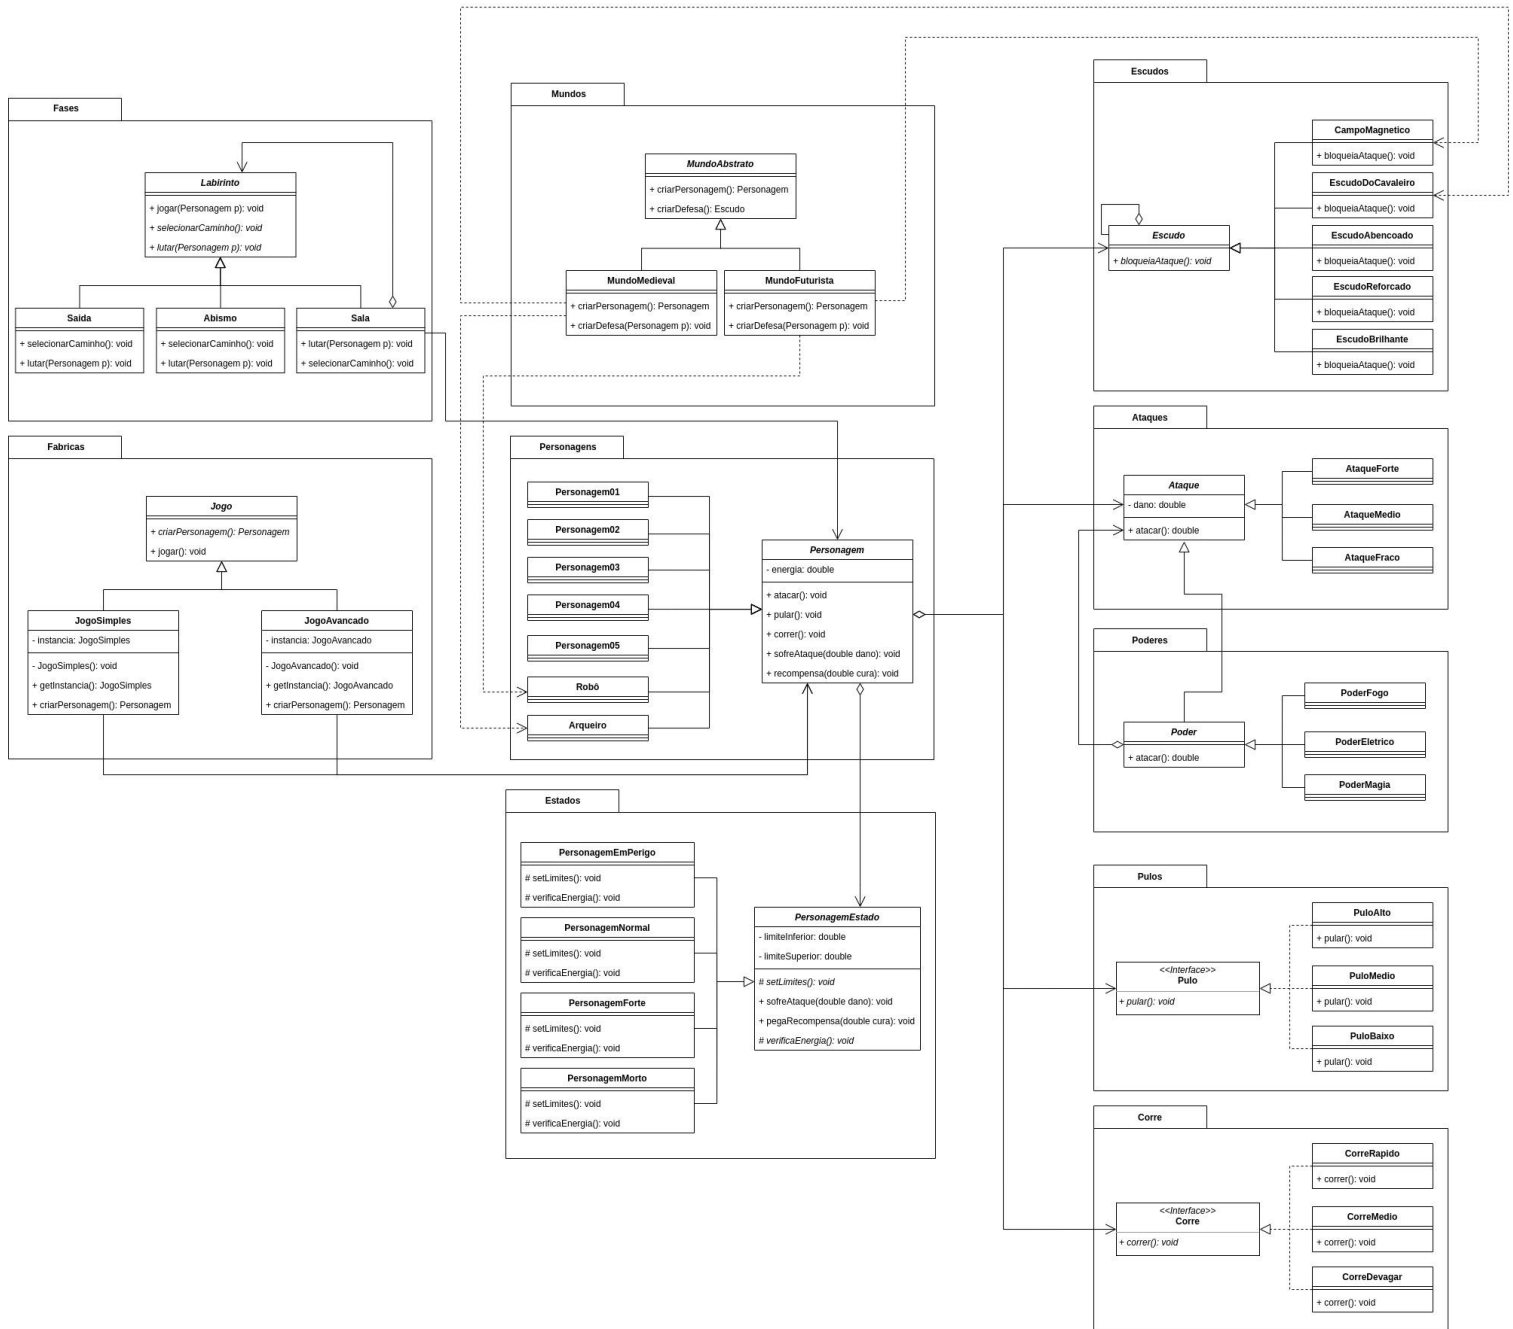 Fases
Labirinto
+ jogar(Personagem p): void
+ selecionarCaminho(): void
+ lutar(Personagem p): void
Saida
+ selecionarCaminho(): void
+ lutar(Personagem p): void
Abismo
+ selecionarCaminho(): void
+ lutar(Personagem p): void
Sala
+ lutar(Personagem p): void
+ selecionarCaminho(): void
Mundos
MundoAbstrato
+ criarPersonagem(): Personagem
+ criarDefesa(): Escudo
MundoMedieval
+ criarPersonagem(): Personagem
+ criarDefesa(Personagem p): void
MundoFuturista
+ criarPersonagem(): Personagem
+ criarDefesa(Personagem p): void
Escudos
Escudo
+ bloqueiaAtaque(): void
CampoMagnetico
+ bloqueiaAtaque(): void
EscudoDoCavaleiro
+ bloqueiaAtaque(): void
EscudoAbencoado
+ bloqueiaAtaque(): void
EscudoReforcado
+ bloqueiaAtaque(): void
EscudoBrilhante
+ bloqueiaAtaque(): void
Fabricas
Jogo
+ criarPersonagem(): Personagem
+ jogar(): void
JogoSimples
- instancia: JogoSimples
- JogoSimples(): void
+ getInstancia(): JogoSimples
+ criarPersonagem(): Personagem
JogoAvancado
- instancia: JogoAvancado
- JogoAvancado(): void
+ getInstancia(): JogoAvancado
+ criarPersonagem(): Personagem
Personagens
Personagem01
Personagem02
Personagem03
Personagem04
Personagem05
Robô
Arqueiro
Personagem
- energia: double
+ atacar(): void
+ pular(): void
+ correr(): void
+ sofreAtaque(double dano): void
+ recompensa(double cura): void
Ataques
Ataque
- dano: double
+ atacar(): double
AtaqueForte
AtaqueMedio
AtaqueFraco
Poderes
Poder
+ atacar(): double
PoderFogo
PoderEletrico
PoderMagia
Estados
PersonagemEmPerigo
# setLimites(): void
# verificaEnergia(): void
PersonagemNormal
# setLimites(): void
# verificaEnergia(): void
PersonagemForte
# setLimites(): void
# verificaEnergia(): void
PersonagemMorto
# setLimites(): void
# verificaEnergia(): void
PersonagemEstado
- limiteInferior: double
- limiteSuperior: double
# setLimites(): void
+ sofreAtaque(double dano): void
+ pegaRecompensa(double cura): void
# verificaEnergia(): void
Pulos
<<Interface>>
Pulo
+ pular(): void
PuloAlto
+ pular(): void
PuloMedio
+ pular(): void
PuloBaixo
+ pular(): void
Corre
<<Interface>>
Corre
+ correr(): void
CorreRapido
+ correr(): void
CorreMedio
+ correr(): void
CorreDevagar
+ correr(): void